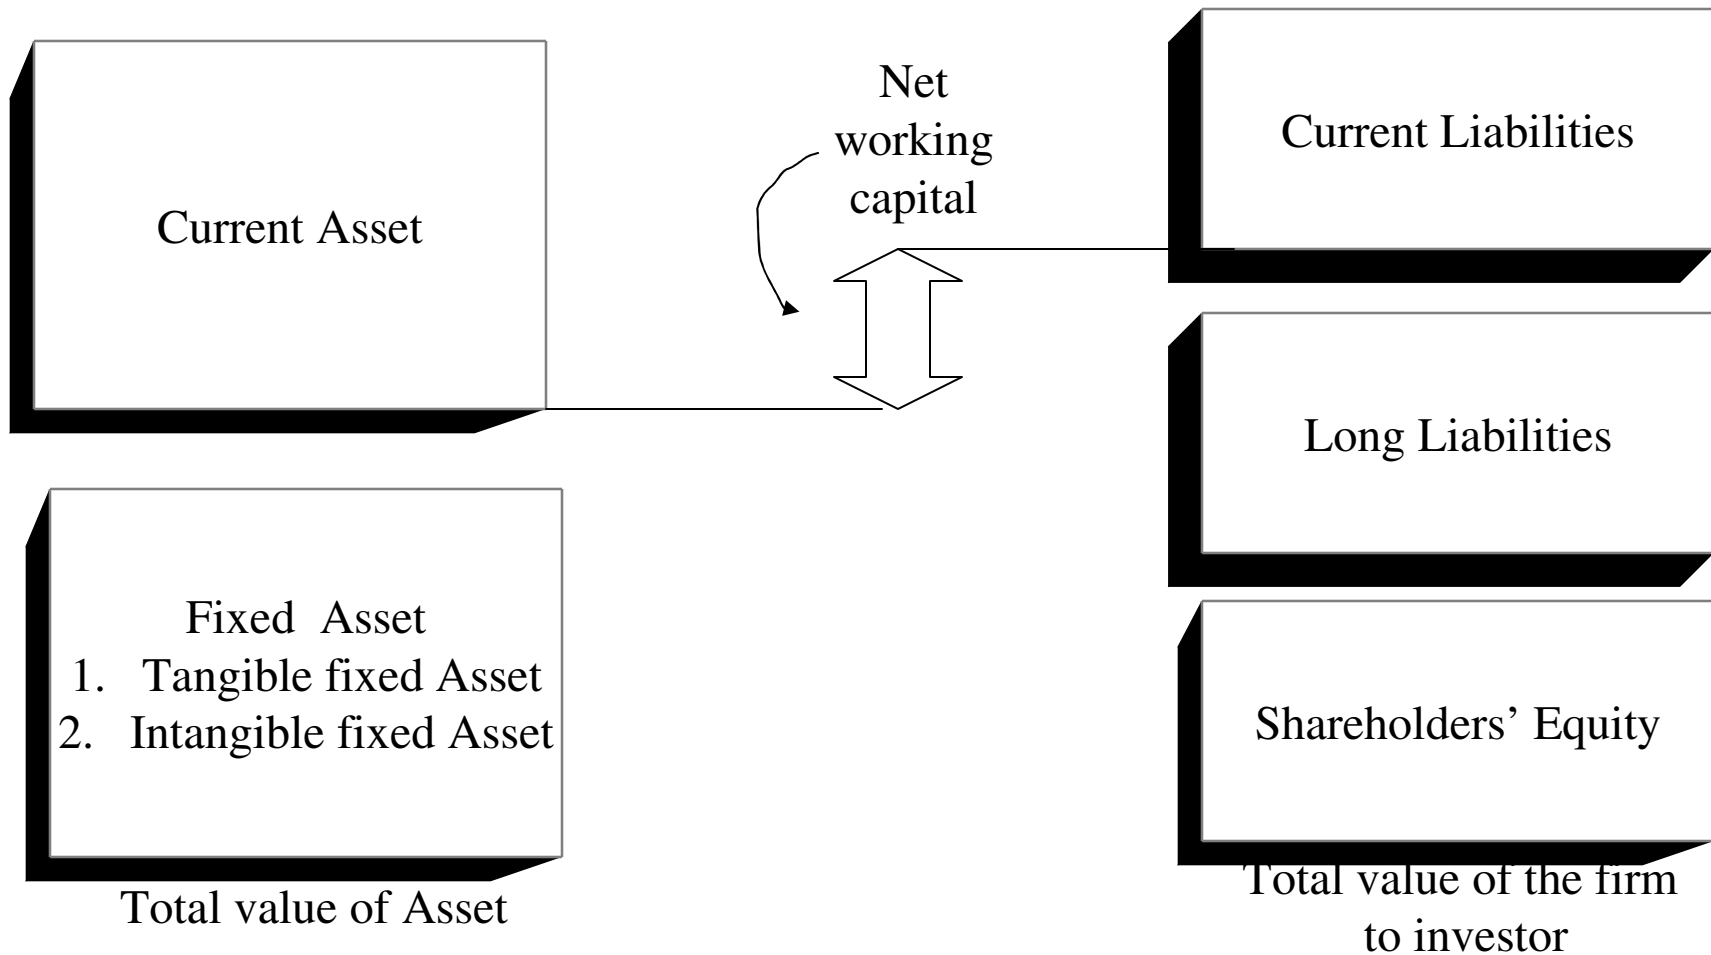 Current Asset
Fixed Asset
1. Tangible fixed Asset
2. Intangible fixed Asset
Total value of Asset
Net
working
capital
Current Liabilities
Long Liabilities
Shareholders’ Equity
Total value of the firm
to investor